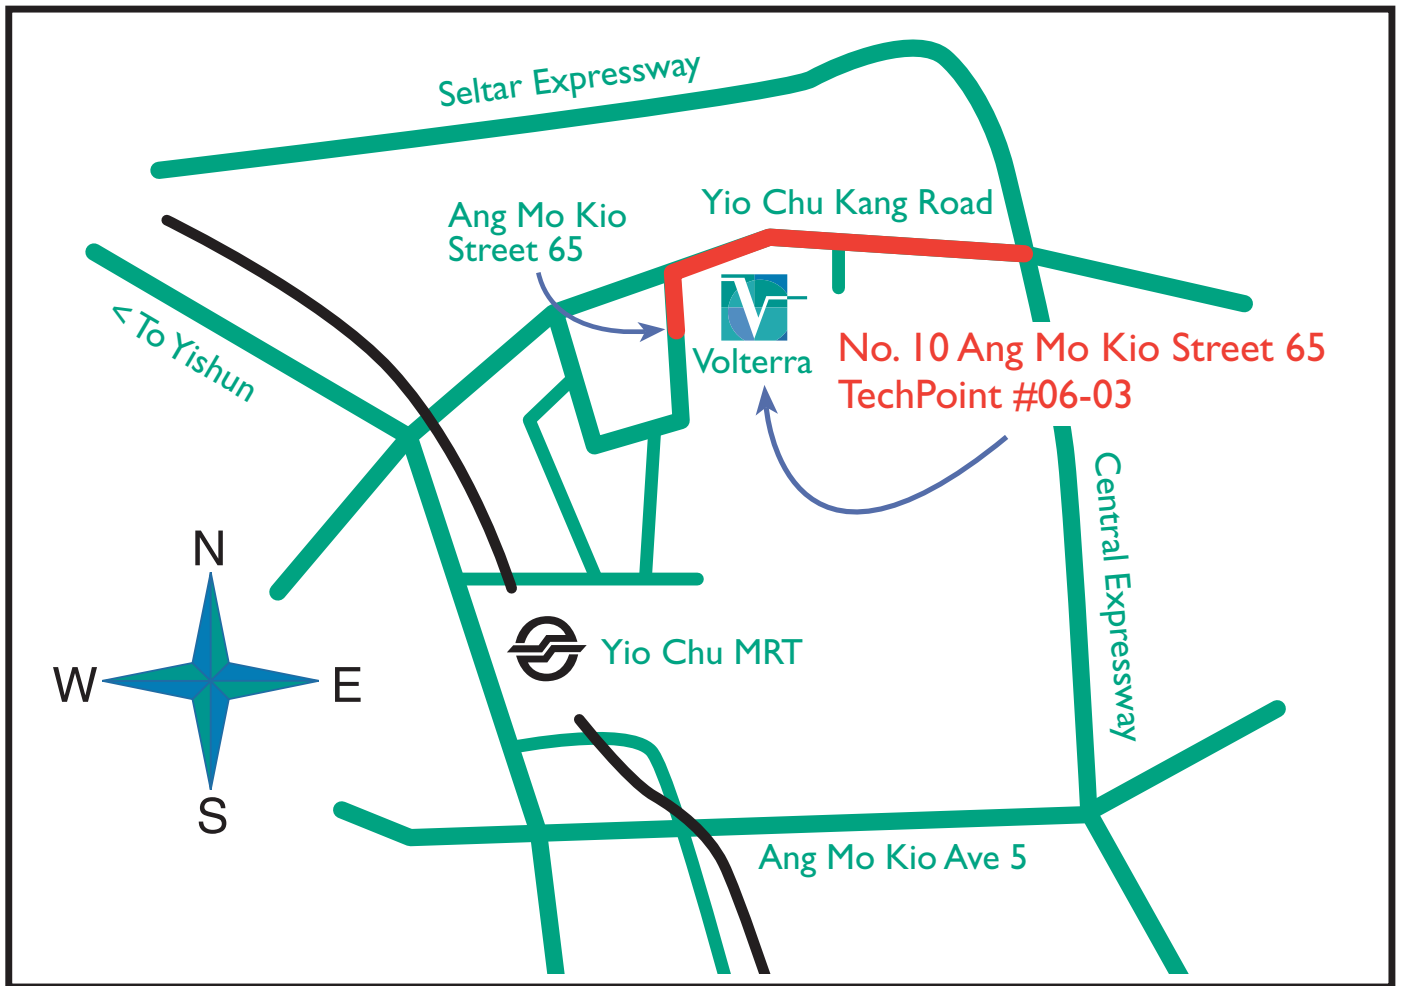 Seltar Expressway
Yio Chu Kang Road
Ang Mo Kio
Street 65
< To Yishun
V
Volterra
No. 10 Ang Mo Kio Street 65
TechPoint #06-03
Central Expressway
N
W
E
S
Yio Chu MRT
Ang Mo Kio Ave 5